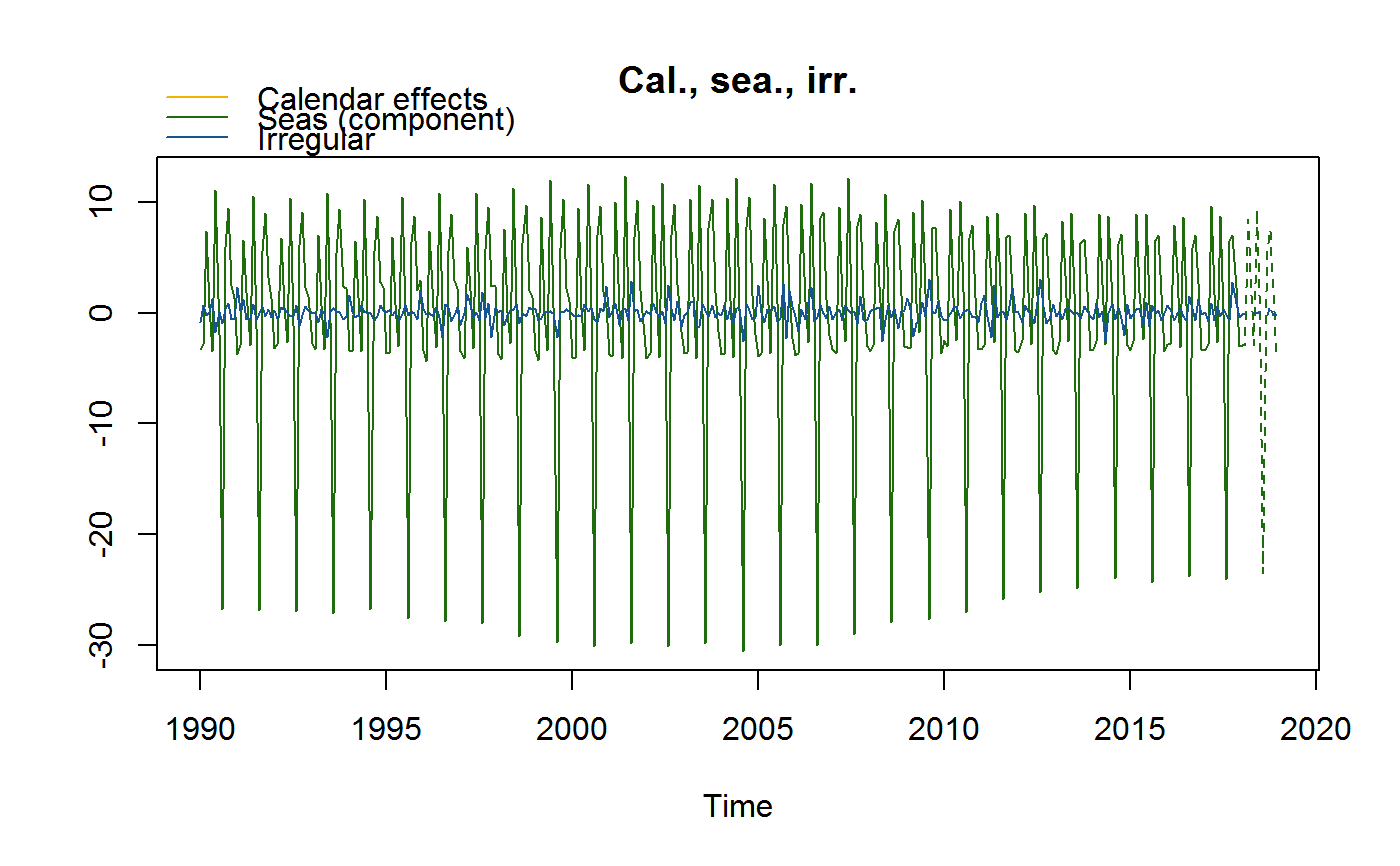 Cal., sea., irr.
Calendar effects
Seas (component)
Irregular
10
0
-10
-20
-30
1990 1995 2000 2005 2010 2015 2020
Time